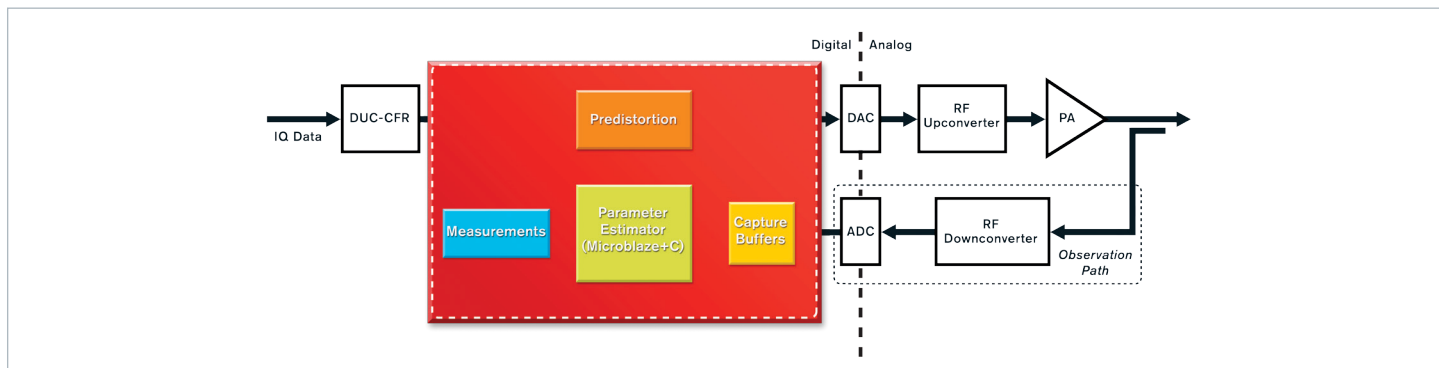 Digital
Analog
IQ Data
DUC-CFR
Predistortion
DAC
RF
Upconverter
PA
Measurements
Parameter
Estimator
(Microblaze+C)
Capture
Buffers
ADC
RF
Downconverter
Observation
Path